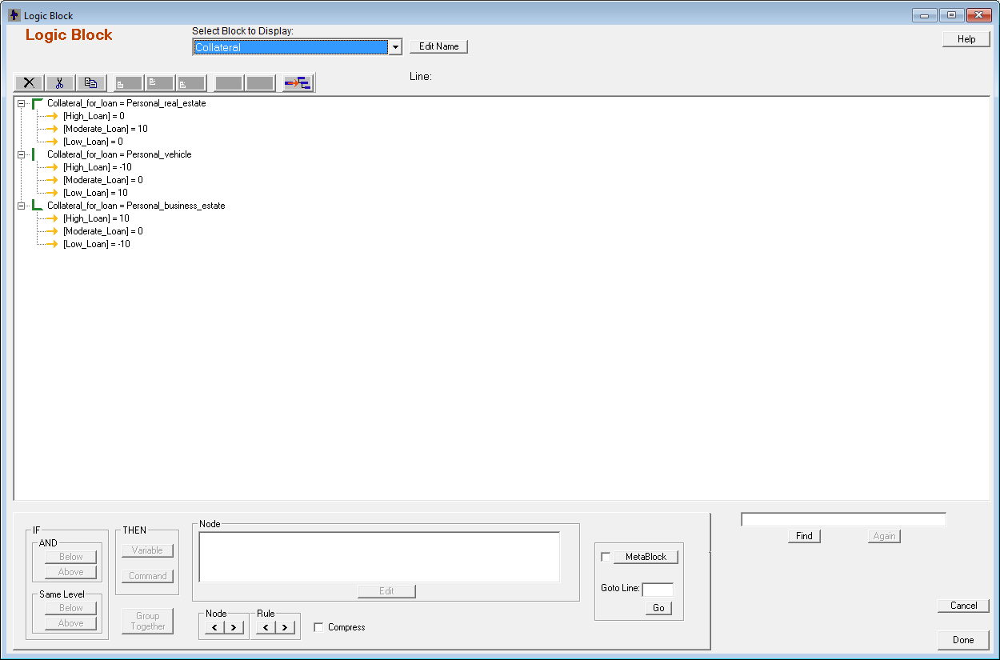 Logic Block
Logic Block
Select Block to Display:
Collateral
Edit Name
Help
Line:
Collateral_for_loan = Personal_real_estate
[High_Loan] = 0
[Moderate_Loan] = 10
[Low_Loan] = 0
Collateral_for_loan = Personal_vehicle
[High_Loan] = -10
[Moderate_Loan] = 0
[Low_Loan] = 10
Collateral_for_loan = Personal_business_estate
[High_Loan] = 10
[Moderate_Loan] = 0
[Low_Loan] = -10
IF
AND
Below
Above
Same Level
Below
Above
THEN
Variable
Command
Group
Together
Node
Edit
Node
< >
Rule
< >
Compress
MetaBlock
Goto Line:
Go
Find
Again
Cancel
Done